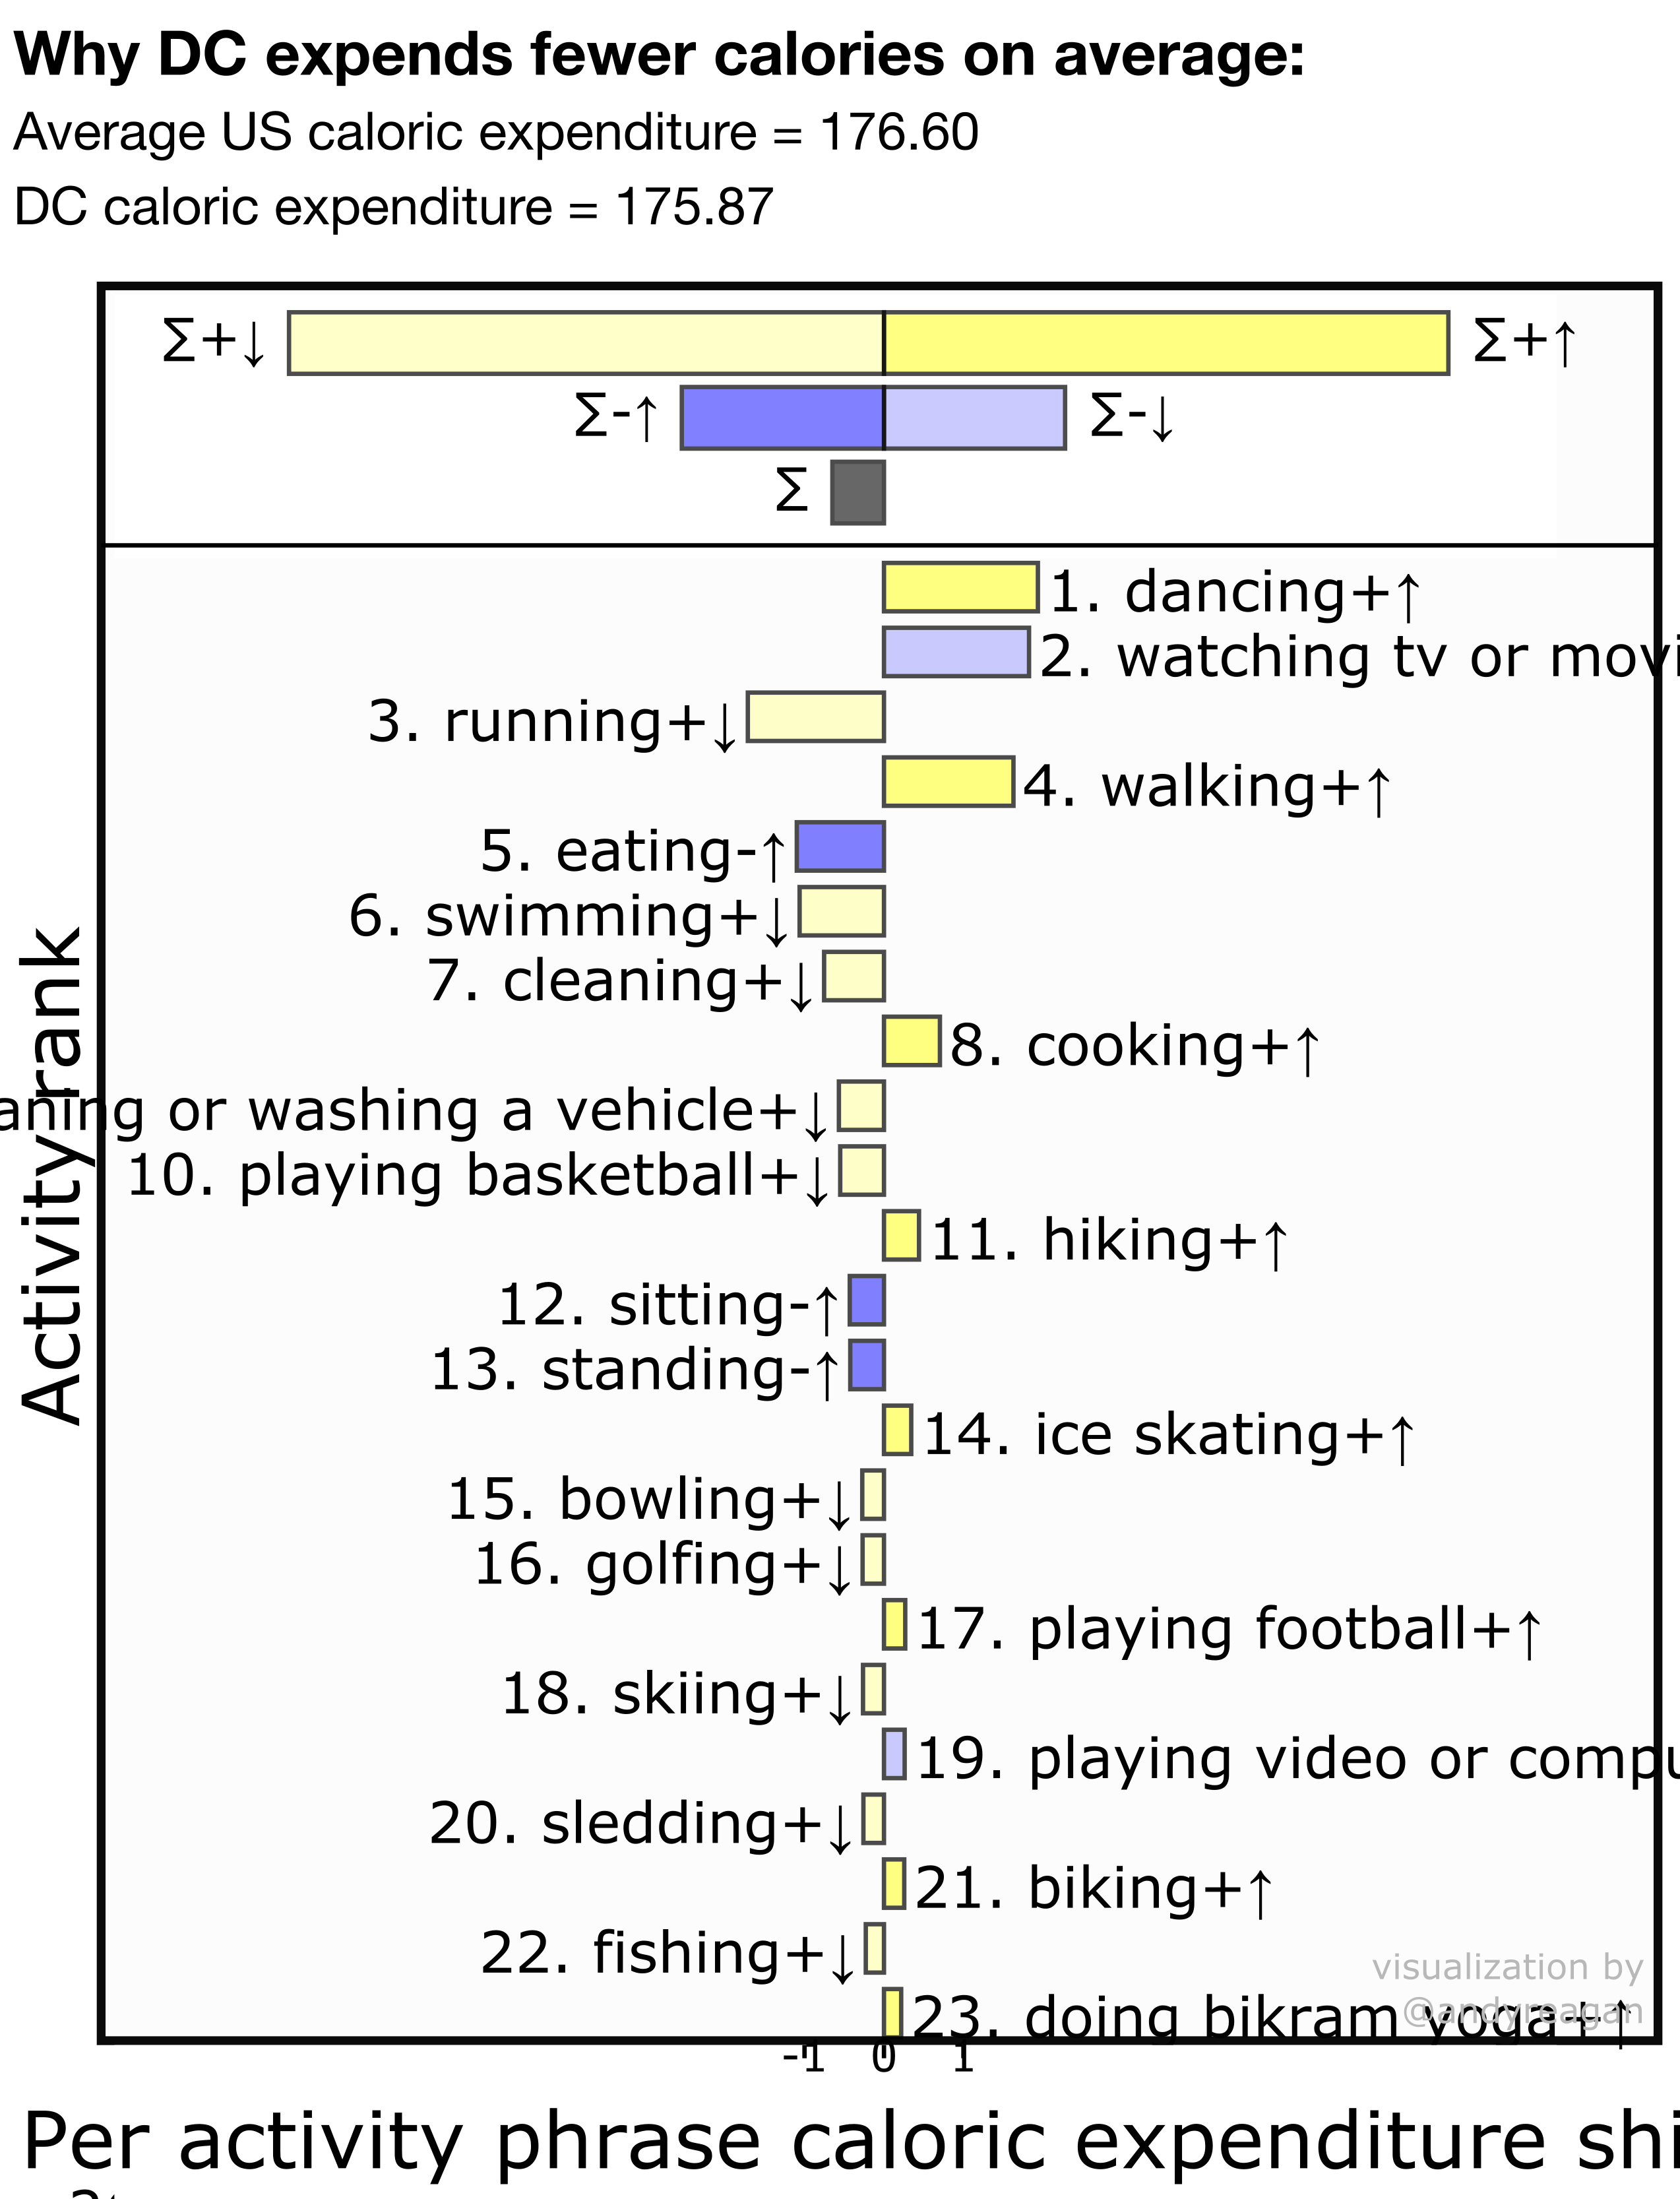 Why DC expends fewer calories on average:
Average US caloric expenditure = 176.60
DC caloric expenditure = 175.87
∑+↓
∑+↑
∑-↑
∑-↓
∑
1. dancing+↑
2. watching tv or movi
3. running+↓
4. walking+↑
5. eating-↑
6. swimming+↓
7. cleaning+↓
8. cooking+↑
aning or washing a vehicle+↓
10. playing basketball+↓
11. hiking+↑
12. sitting-↑
13. standing-↑
14. ice skating+↑
15. bowling+↓
16. golfing+↓
17. playing football+↑
18. skiing+↓
19. playing video or compu
20. sledding+↓
21. biking+↑
22. fishing+↓
23. doing bikram yoga+↑
visualization by
@andyreagan
Activity rank
-1 0 1
Per activity phrase caloric expenditure shi